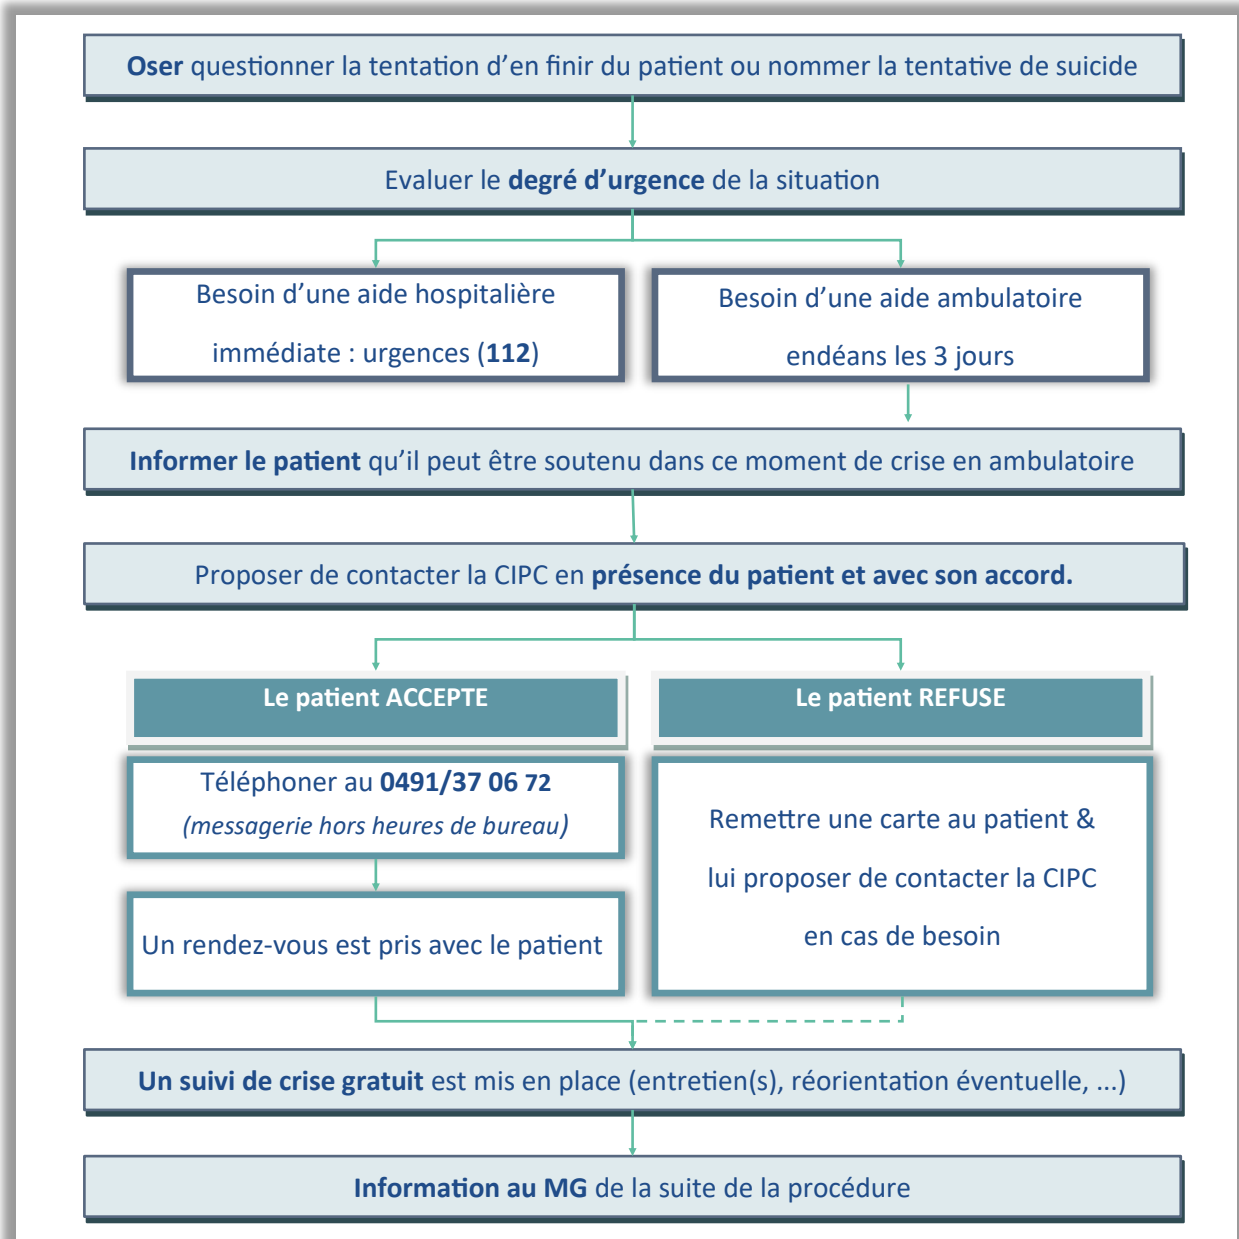 Oser questionner la tentation d’en finir du patient ou nommer la tentative de suicide
Evaluer le degré d’urgence de la situation
Besoin d’une aide hospitalière
immédiate : urgences (112)
Besoin d’une aide ambulatoire
endéans les 3 jours
Informer le patient qu’il peut être soutenu dans ce moment de crise en ambulatoire
Proposer de contacter la CIPC en présence du patient et avec son accord.
Le patient ACCEPTE
Téléphoner au 0491/37 06 72
(messagerie hors heures de bureau)
Un rendez-vous est pris avec le patient
Le patient REFUSE
Remettre une carte au patient &
lui proposer de contacter la CIPC
en cas de besoin
Un suivi de crise gratuit est mis en place (entretien(s), réorientation éventuelle, ...)
Information au MG de la suite de la procédure